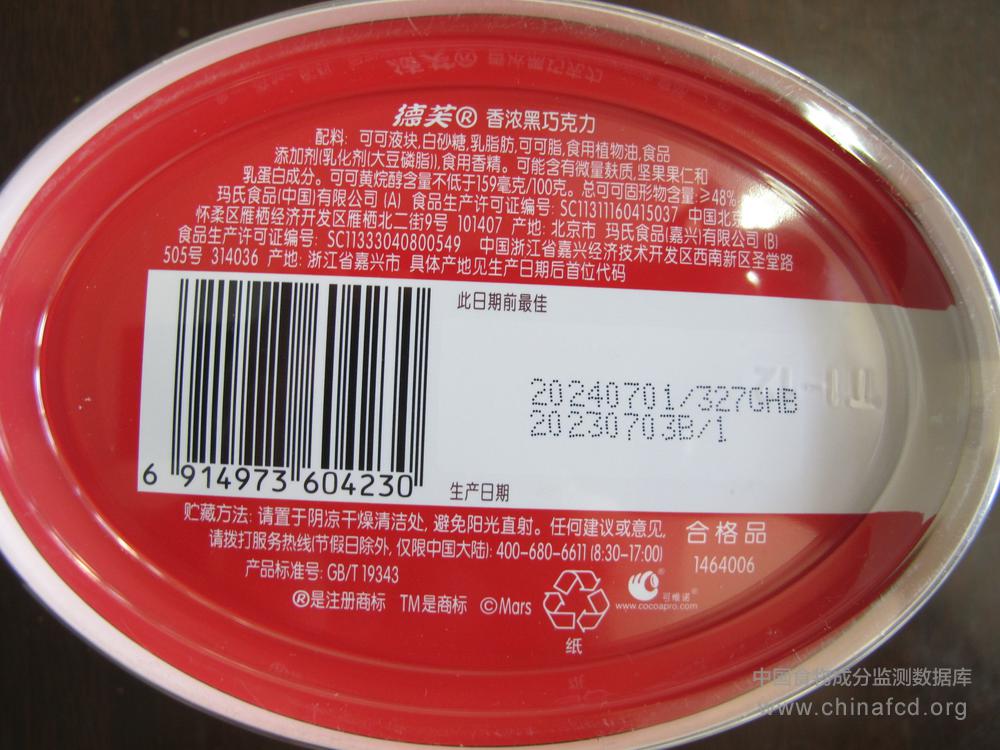 德芙® 香浓黑巧克力
配料: 可可液块,白砂糖,乳脂肪,可可脂,食用植物油,食品
添加剂(乳化剂(大豆磷脂)),食用香精。可能含有微量麸质,坚果果仁和
乳蛋白成分。可可黄烷醇含量不低于159毫克/100克。总可可固形物含量:≥48%
玛氏食品(中国)有限公司 (A) 食品生产许可证编号: SC11311160415037 中国北京
怀柔区雁栖经济开发区雁栖北二街9号 101407 产地: 北京市 玛氏食品(嘉兴)有限公司 (B)
食品生产许可证编号: SC11333040800549 中国浙江省嘉兴经济技术开发区西南新区圣堂路
505号 314036 产地: 浙江省嘉兴市 具体产地见生产日期后首位代码
此日期前最佳
20240701/327GHB
20230703B/1
6 914973 604230
生产日期
贮藏方法: 请置于阴凉干燥清洁处, 避免阳光直射。任何建议或意见,
请拨打服务热线(节假日除外, 仅限中国大陆): 400-680-6611 (8:30-17:00)
合格品
1464006
产品标准号: GB/T 19343
®是注册商标 TM是商标 ©Mars
可维诺®
www.cocoapro.com
纸
中国食物成分监测数据库
www.chinafcd.org